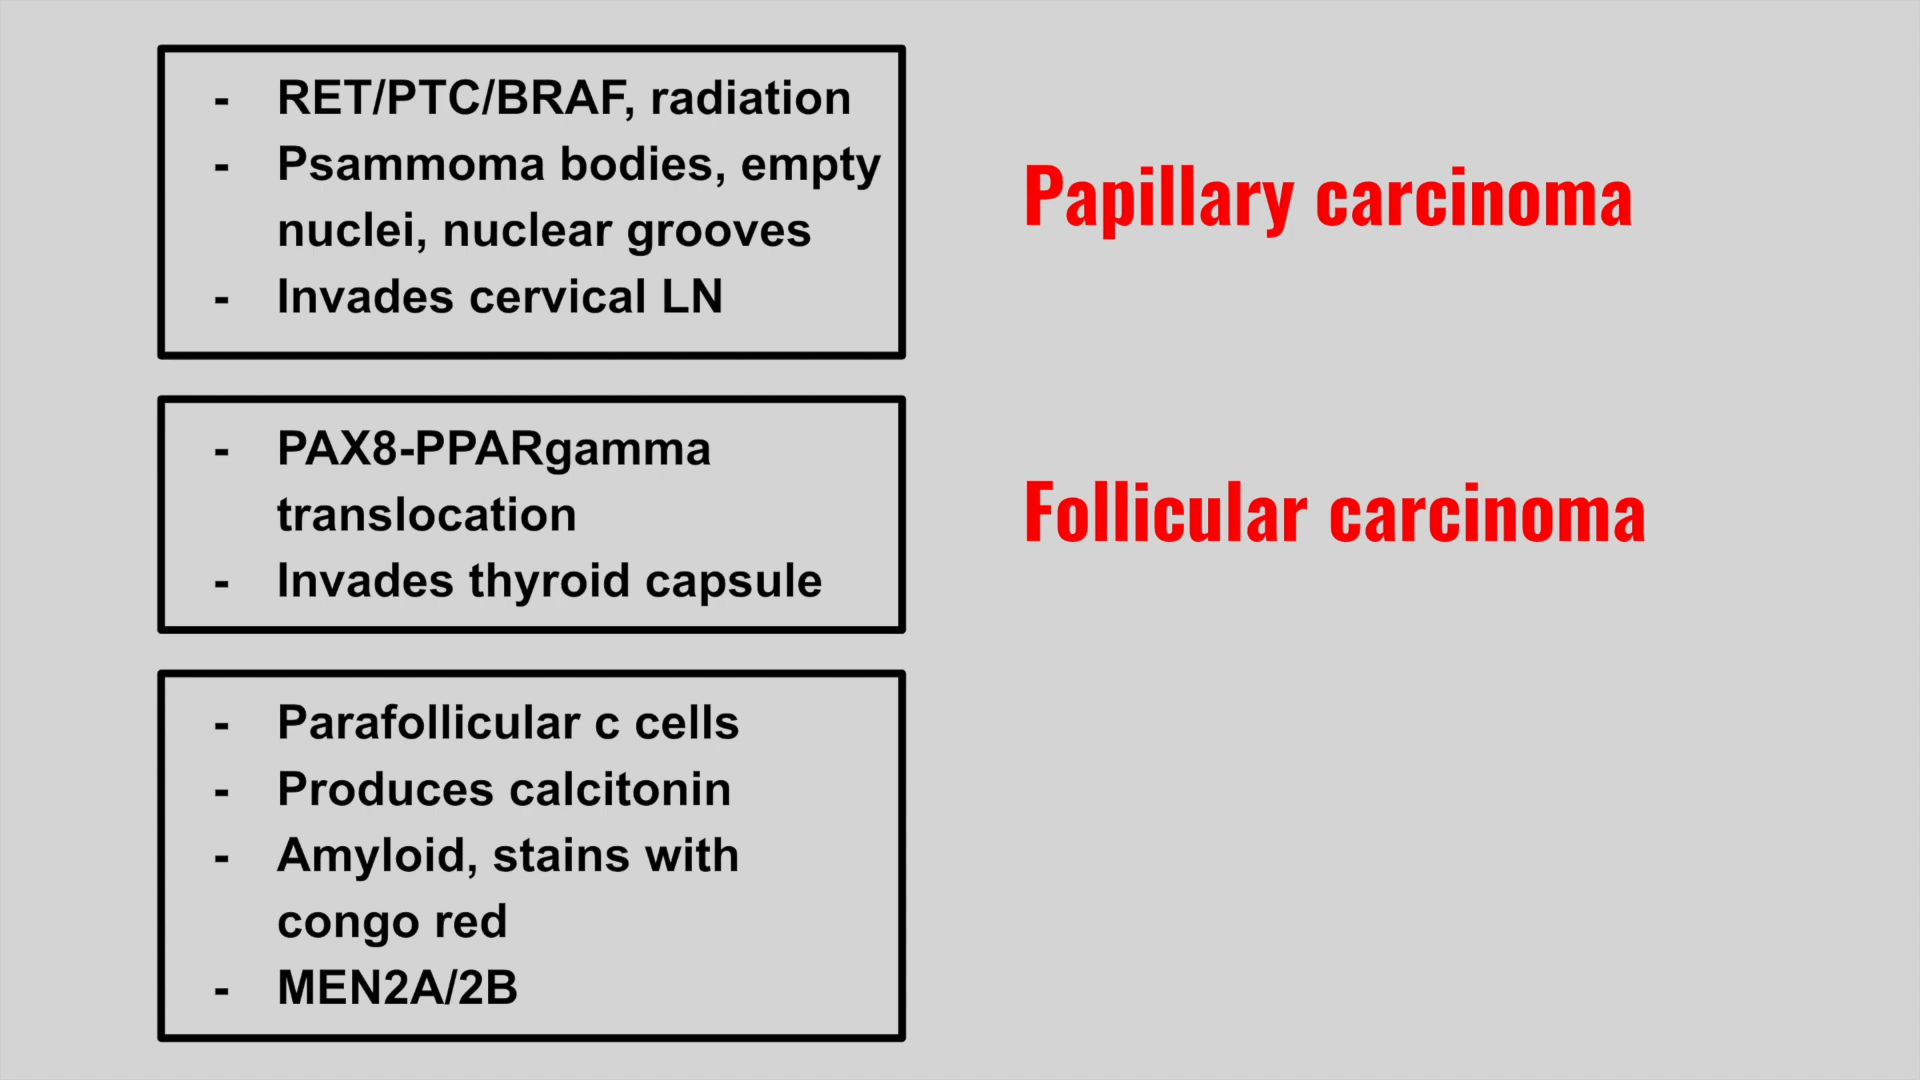 - RET/PTC/BRAF, radiation
- Psammoma bodies, empty
nuclei, nuclear grooves
- Invades cervical LN
Papillary carcinoma
- PAX8-PPARgamma
translocation
- Invades thyroid capsule
Follicular carcinoma
- Parafollicular c cells
- Produces calcitonin
- Amyloid, stains with
congo red
- MEN2A/2B